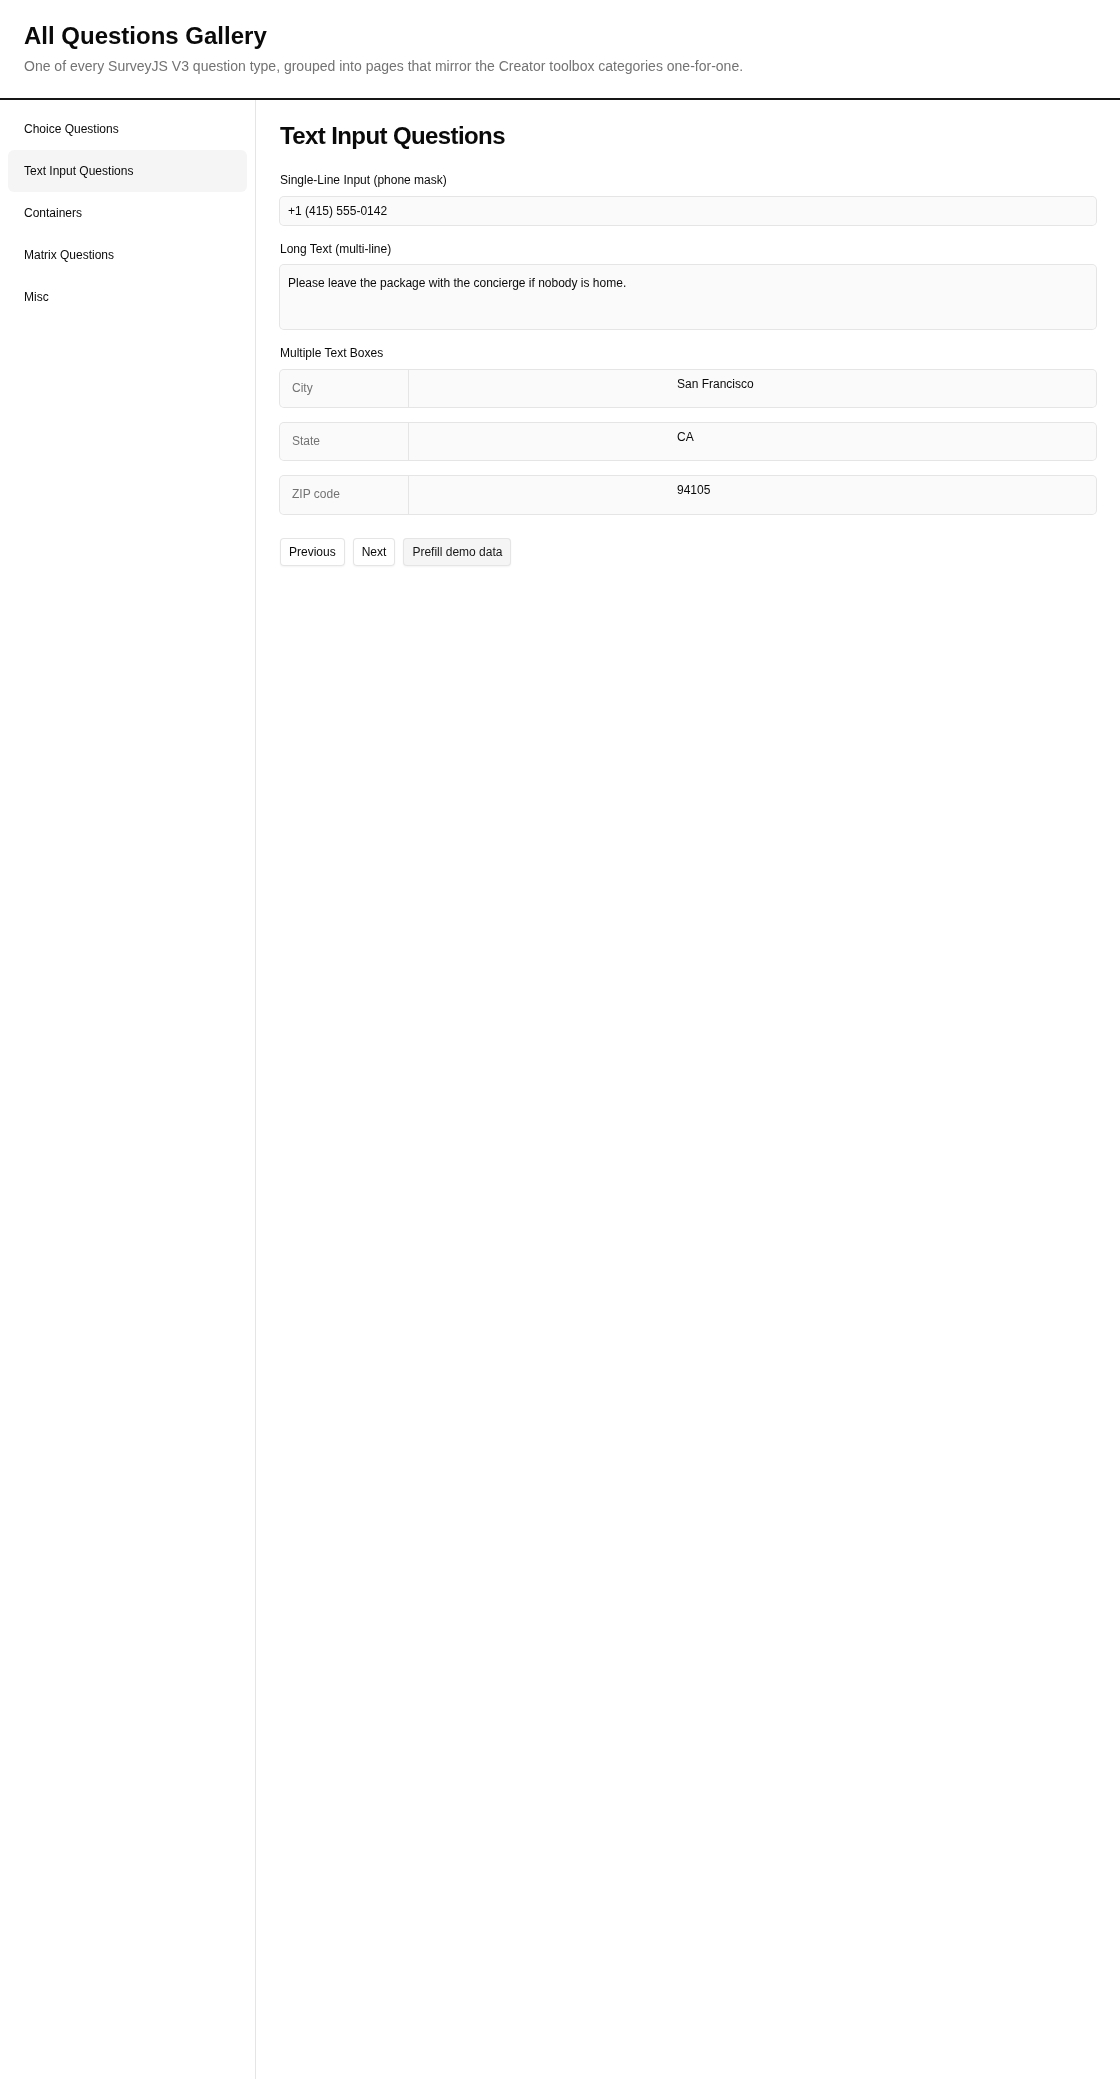 All Questions Gallery
One of every SurveyJS V3 question type, grouped into pages that mirror the Creator toolbox categories one-for-one.
Choice Questions
Text Input Questions
Containers
Matrix Questions
Misc
Text Input Questions
Single-Line Input (phone mask)
+1 (415) 555-0142
Long Text (multi-line)
Please leave the package with the concierge if nobody is home.
Multiple Text Boxes
City
San Francisco
State
CA
ZIP code
94105
Previous
Next
Prefill demo data